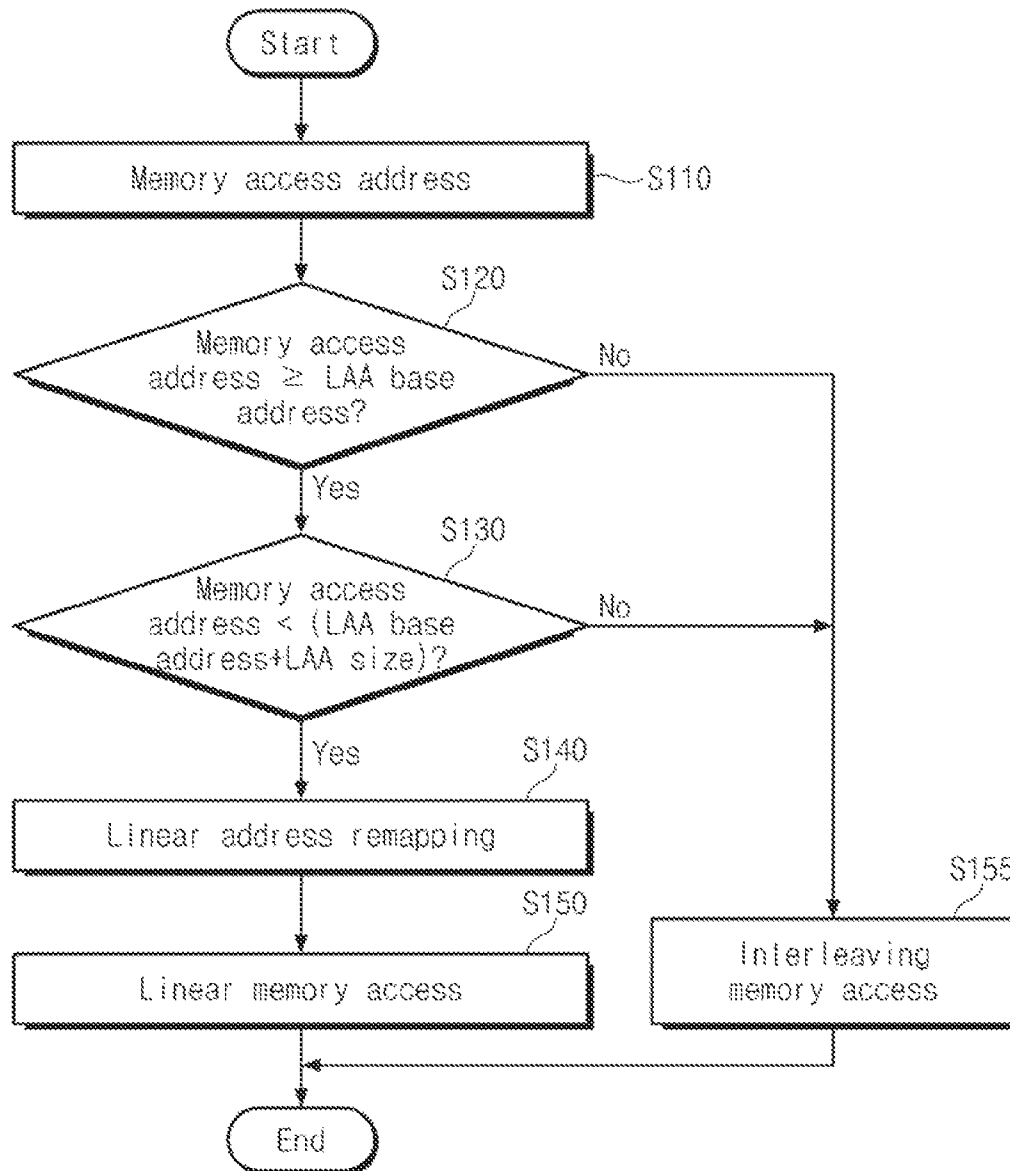 Start
Memory access address
S110
S120
Memory access
address ≥ LAA base
address?
No
Yes
S130
Memory access
address < (LAA base
address+LAA size)?
No
Yes
S140
Linear address remapping
S150
Linear memory access
S155
Interleaving
memory access
End